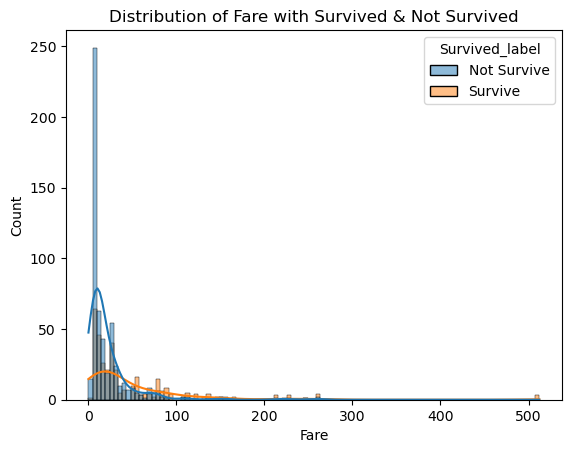 Distribution of Fare with Survived & Not Survived
Survived_label
Not Survive
Survive
250
200
150
100
50
0
Count
0 100 200 300 400 500
Fare